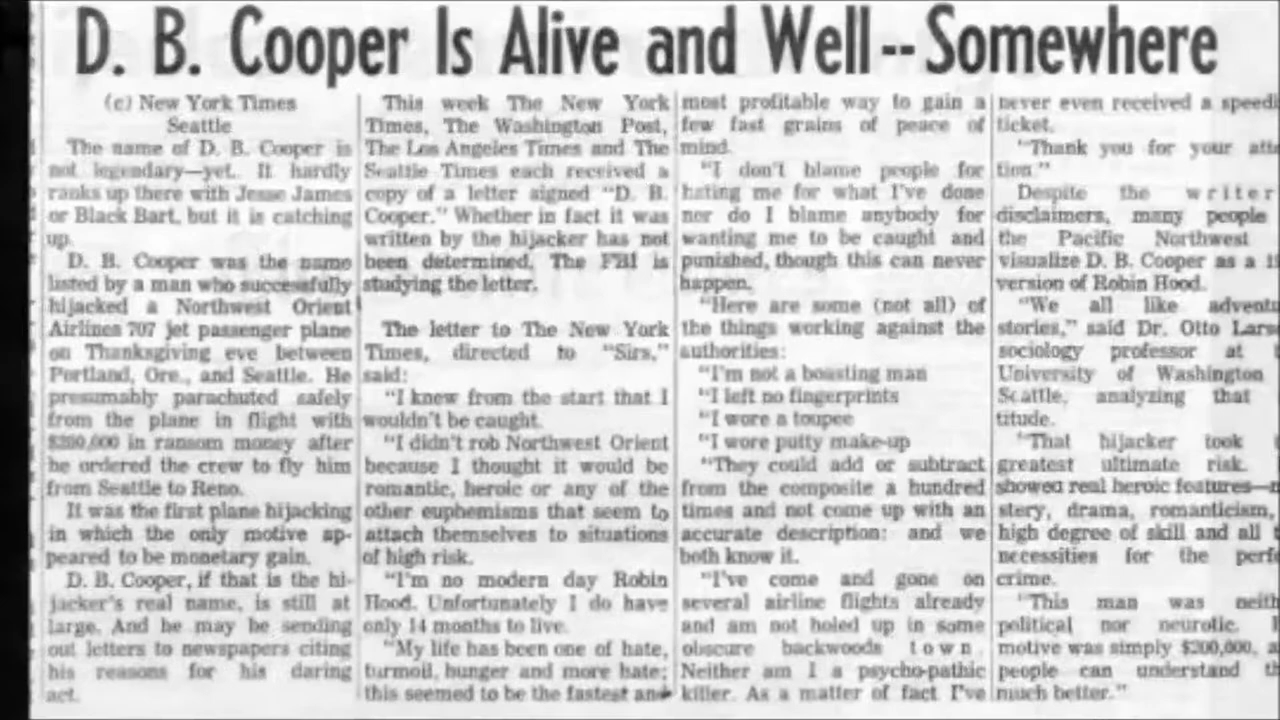 D. B. Cooper Is Alive and Well -- Somewhere
(c) New York Times
Seattle
The name of D. B. Cooper is
not legendary—yet. It hardly
ranks up there with Jesse James
or Black Bart, but it is catching
up.
D. B. Cooper was the name
listed by a man who successfully
hijacked a Northwest Orient
Airlines 707 jet passenger plane
on Thanksgiving eve between
Portland, Ore., and Seattle. He
presumably parachuted safely
from the plane in flight with
$200,000 in ransom money after
he ordered the crew to fly him
from Seattle to Reno.
It was the first plane hijacking
in which the only motive ap-
peared to be monetary gain.
D. B. Cooper, if that is the hi-
jacker's real name, is still at
large. And he may be sending
out letters to newspapers citing
his reasons for his daring
act.
This week The New York
Times, The Washington Post,
The Los Angeles Times and The
Seattle Times each received a
copy of a letter signed "D. B.
Cooper." Whether in fact it was
written by the hijacker has not
been determined. The FBI is
studying the letter.
The letter to The New York
Times, directed to "Sirs,"
said:
"I knew from the start that I
wouldn't be caught.
"I didn't rob Northwest Orient
because I thought it would be
romantic, heroic or any of the
other euphemisms that seem to
attach themselves to situations
of high risk.
"I'm no modern day Robin
Hood. Unfortunately I do have
only 14 months to live.
"My life has been one of hate,
turmoil, hunger and more hate;
this seemed to be the fastest and
most profitable way to gain a
few fast grains of peace of
mind.
"I don't blame people for
hating me for what I've done
nor do I blame anybody for
wanting me to be caught and
punished, though this can never
happen.
"Here are some (not all) of
the things working against the
authorities:
"I'm not a boasting man
"I left no fingerprints
"I wore a toupee
"I wore putty make-up
"They could add or subtract
from the composite a hundred
times and not come up with an
accurate description: and we
both know it.
"I've come and gone on
several airline flights already
and am not holed up in some
obscure backwoods town.
Neither am I a psycho-pathic
killer. As a matter of fact I've
never even received a speedi
ticket.
"Thank you for your atte
tion."
Despite the writer
disclaimers, many people
the Pacific Northwest
visualize D. B. Cooper as a
version of Robin Hood.
"We all like advent
stories," said Dr. Otto Lars
sociology professor at
University of Washington
Seattle, analyzing that
titude.
"That hijacker took
greatest ultimate risk.
showed real heroic features—
stery, drama, romanticism,
high degree of skill and all
necessities for the perf
crime.
"This man was neith
political nor neurotic.
motive was simply $200,000, a
people can understand th
much better."